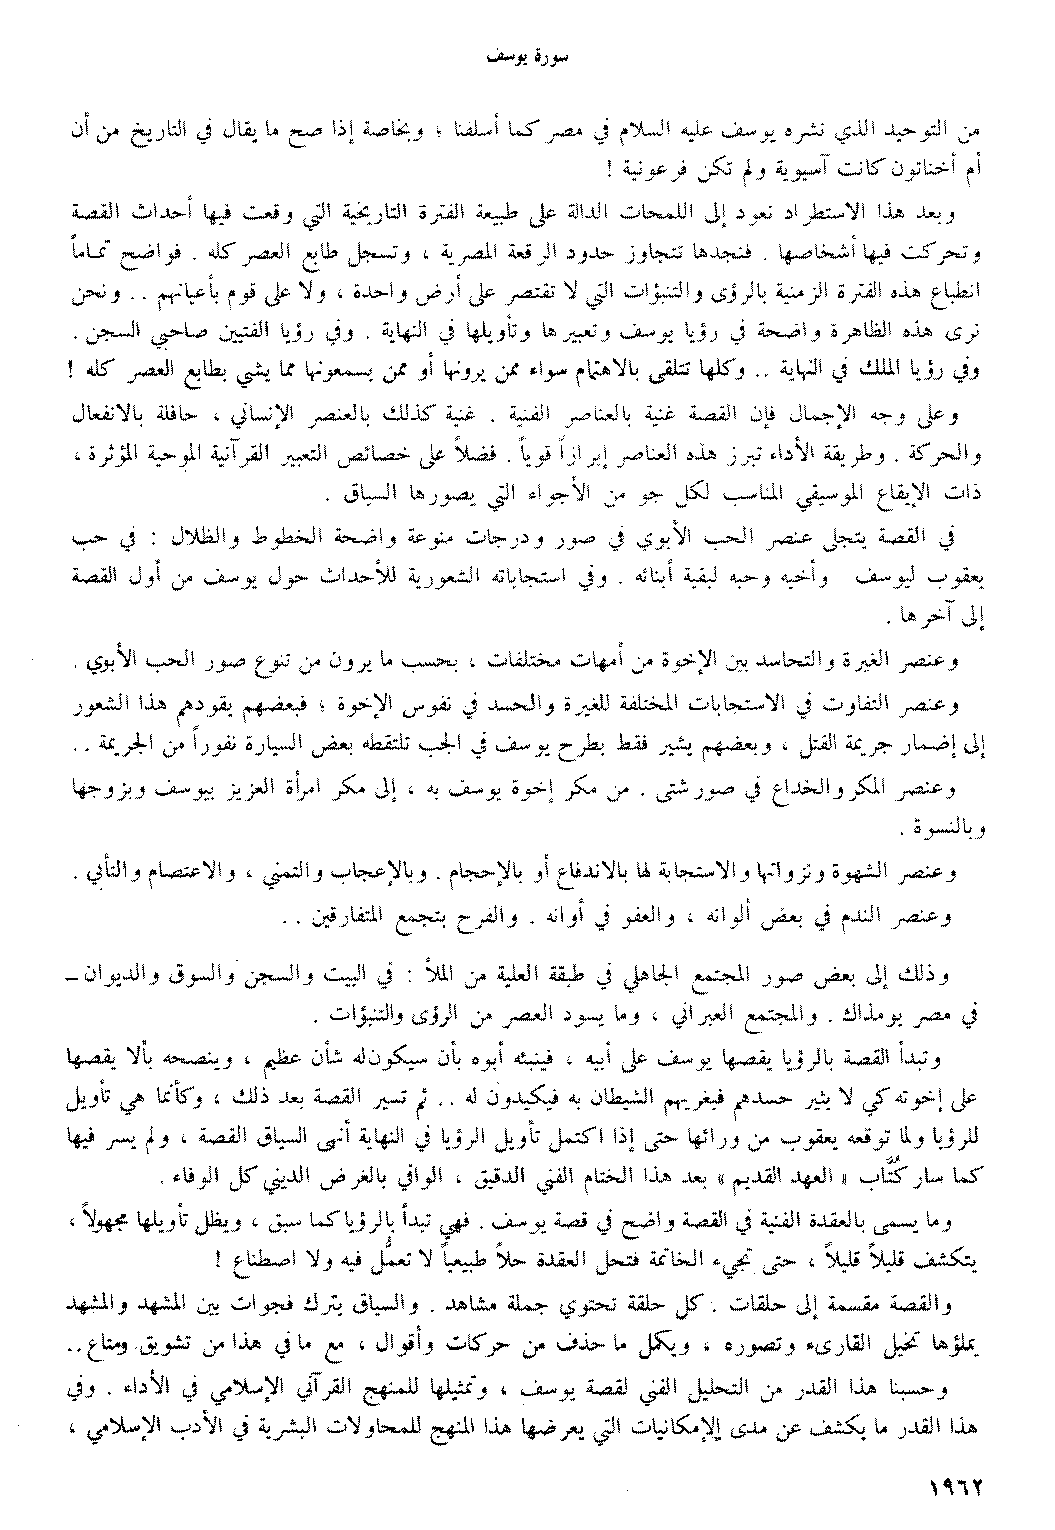 سورة يوسف
من التوحيد الذي نشره يوسف عليه السلام في مصر كما أسلفنا ؛ وبخاصة إذا صح ما يقال في التاريخ من أن
أم أخناتون كانت آسيوية ولم تكن فرعونية !
وبعد هذا الاستطراد نعود إلى اللمحات الدالة على طبيعة الفترة التاريخية التي وقعت فيها أحداث القصة
وتحركت فيها أشخاصها . فنجدها تتجاوز حدود الرقعة المصرية ، وتسجل طابع العصر كله . فواضح تماماً
انطباع هذه الفترة الزمنية بالرؤى والتنبؤات التي لا تقتصر على أرض واحدة ، ولا على قوم بأعيانهم .. ونحن
نرى هذه الظاهرة واضحة في رؤيا يوسف وتعبيرها وتأويلها في النهاية . وفي رؤيا الفتيين صاحبي السجن .
وفي رؤيا الملك في النهاية .. وكلها تتلقى بالاهتمام سواء ممن يرونها أو ممن يسمعونها مما يشي بطابع العصر كله !
وعلى وجه الإجمال فإن القصة غنية بالعناصر الفنية . غنية كذلك بالعنصر الإنساني ، حافلة بالانفعال
والحركة . وطريقة الأداء تبرز هذه العناصر إبرازاً قوياً . فضلاً على خصائص التعبير القرآنية الموحية المؤثرة ،
ذات الإيقاع الموسيقي المناسب لكل جو من الأجواء التي يصورها السياق .
في القصة يتجلى عنصر الحب الأبوي في صور ودرجات منوعة واضحة الخطوط والظلال : في حب
يعقوب ليوسف وأخيه وحبه لبقية أبنائه . وفي استجاباته الشعورية للأحداث حول يوسف من أول القصة
إلى آخرها .
وعنصر الغيرة والتحاسد بين الإخوة من أمهات مختلفات ، بحسب ما يرون من تنوع صور الحب الأبوي .
وعنصر التفاوت في الاستجابات المختلفة للغيرة والحسد في نفوس الإخوة ؛ فبعضهم يقودهم هذا الشعور
إلى إضمار جريمة القتل ، وبعضهم يشير فقط بطرح يوسف في الجب تلتقطه بعض السيارة نفوراً من الجريمة ..
وعنصر المكر والخداع في صور شتى . من مكر إخوة يوسف به ، إلى مكر امرأة العزيز بيوسف وبزوجها
وبالنسوة .
وعنصر الشهوة ونزواتها والاستجابة لها بالاندفاع أو بالإحجام . وبالإعجاب والتمني ، والاعتصام والتأبي .
وعنصر الندم في بعض ألوانه ، والعفو في أوانه . والفرح بتجمع المتفارقين ..
وذلك إلى بعض صور المجتمع الجاهلي في طبقة العلية من الملأ : في البيت والسجن والسوق والديوان –
في مصر يومذاك . والمجتمع العبراني ، وما يسود العصر من الرؤى والتنبؤات .
وتبدأ القصة بالرؤيا يقصها يوسف على أبيه ، فينبئه أبوه بأن سيكون له شأن عظيم ، وينصحه بألا يقصها
على إخوته كي لا يثير حسدهم فيغريهم الشيطان به فيكيدون له .. ثم تسير القصة بعد ذلك ، وكأنما هي تأويل
للرؤيا ولما توقعه يعقوب من ورائها حتى إذا اكتمل تأويل الرؤيا في النهاية أنهى السياق القصة ، ولم يسر فيها
كما سار كُتَّاب « العهد القديم » بعد هذا الختام الفني الدقيق ، الوافي بالغرض الديني كل الوفاء .
وما يسمى بالعقدة الفنية في القصة واضح في قصة يوسف . فهي تبدأ بالرؤيا كما سبق ، ويظل تأويلها مجهولاً ،
يتكشف قليلاً قليلاً ، حتى تجيء الخاتمة فتحل العقدة حلاً طبيعياً لا تعمُّل فيه ولا اصطناع !
والقصة مقسمة إلى حلقات . كل حلقة تحتوي جملة مشاهد . والسياق يترك فجوات بين المشهد والمشهد
يملؤها تخيل القارىء وتصوره ، ويكمل ما حذف من حركات وأقوال ، مع ما في هذا من تشويق ومتاع ..
وحسبنا هذا القدر من التحليل الفني لقصة يوسف ، وتمثيلها للمنهج القرآني الإسلامي في الأداء . وفي
هذا القدر ما يكشف عن مدى الإمكانيات التي يعرضها هذا المنهج للمحاولات البشرية في الأدب الإسلامي ،
١٩٦٢